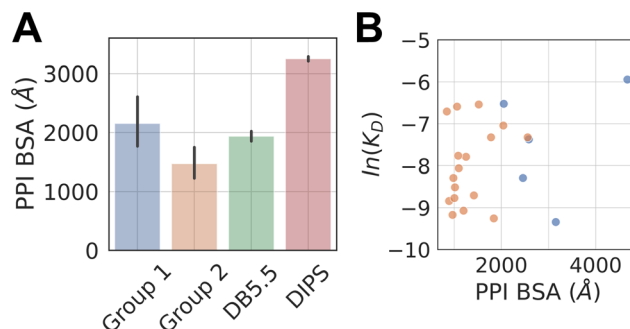 A
PPI BSA (Å)
3000
2000
1000
0
Group 1
Group 2
DB5.5
DIPS
B
ln(K_D)
−5
−6
−7
−8
−9
−10
2000
4000
PPI BSA (Å)